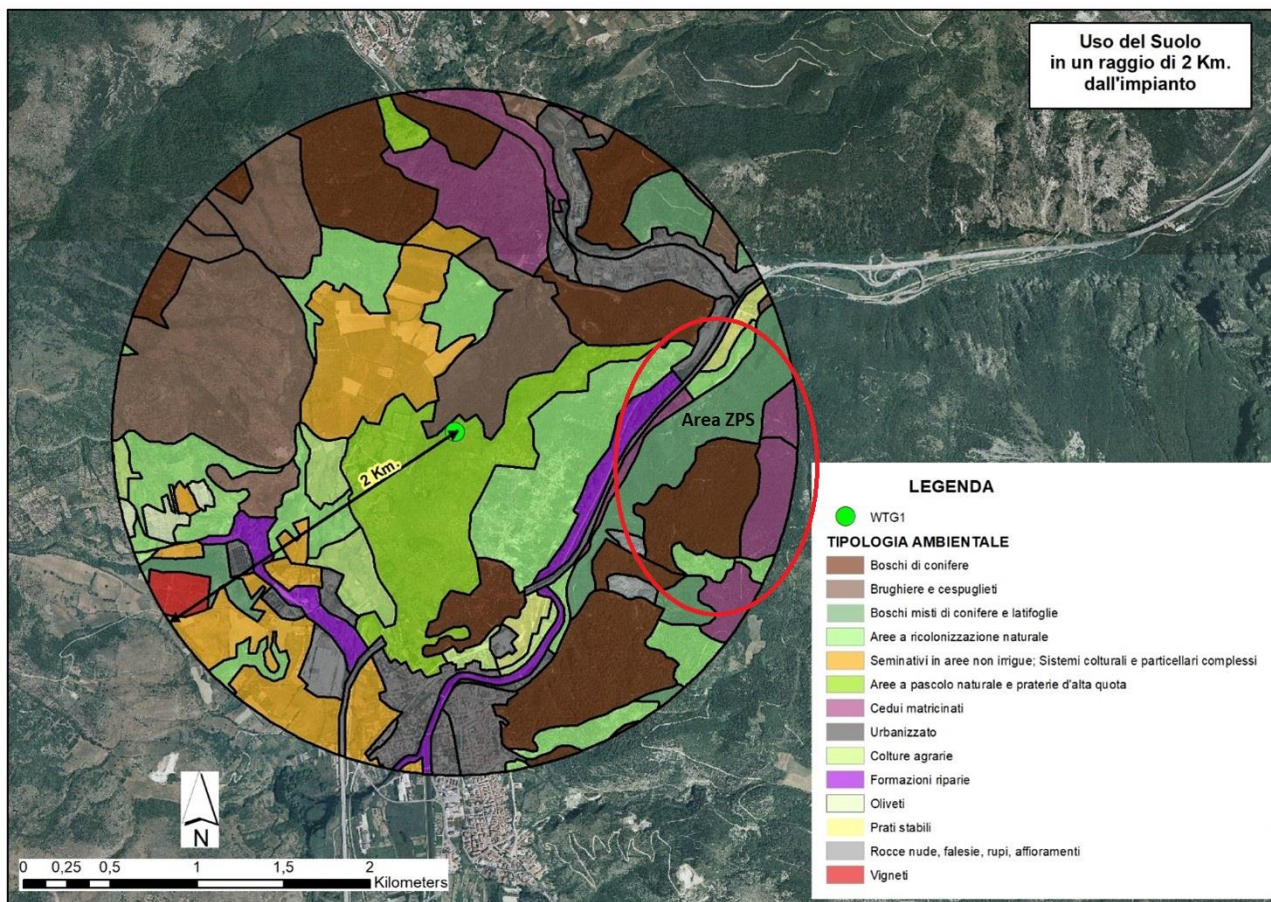 Uso del Suolo
in un raggio di 2 Km.
dall'impianto
Area ZPS
2 Km.
LEGENDA
WTG1
TIPOLOGIA AMBIENTALE
Boschi di conifere
Brughiere e cespuglieti
Boschi misti di conifere e latifoglie
Aree a ricolonizzazione naturale
Seminativi in aree non irrigue; Sistemi colturali e particellari complessi
Aree a pascolo naturale e praterie d'alta quota
Cedui matricinati
Urbanizzato
Colture agrarie
Formazioni riparie
Oliveti
Prati stabili
Rocce nude, falesie, rupi, affioramenti
Vigneti
N
0 0,25 0,5 1 1,5 2
Kilometers